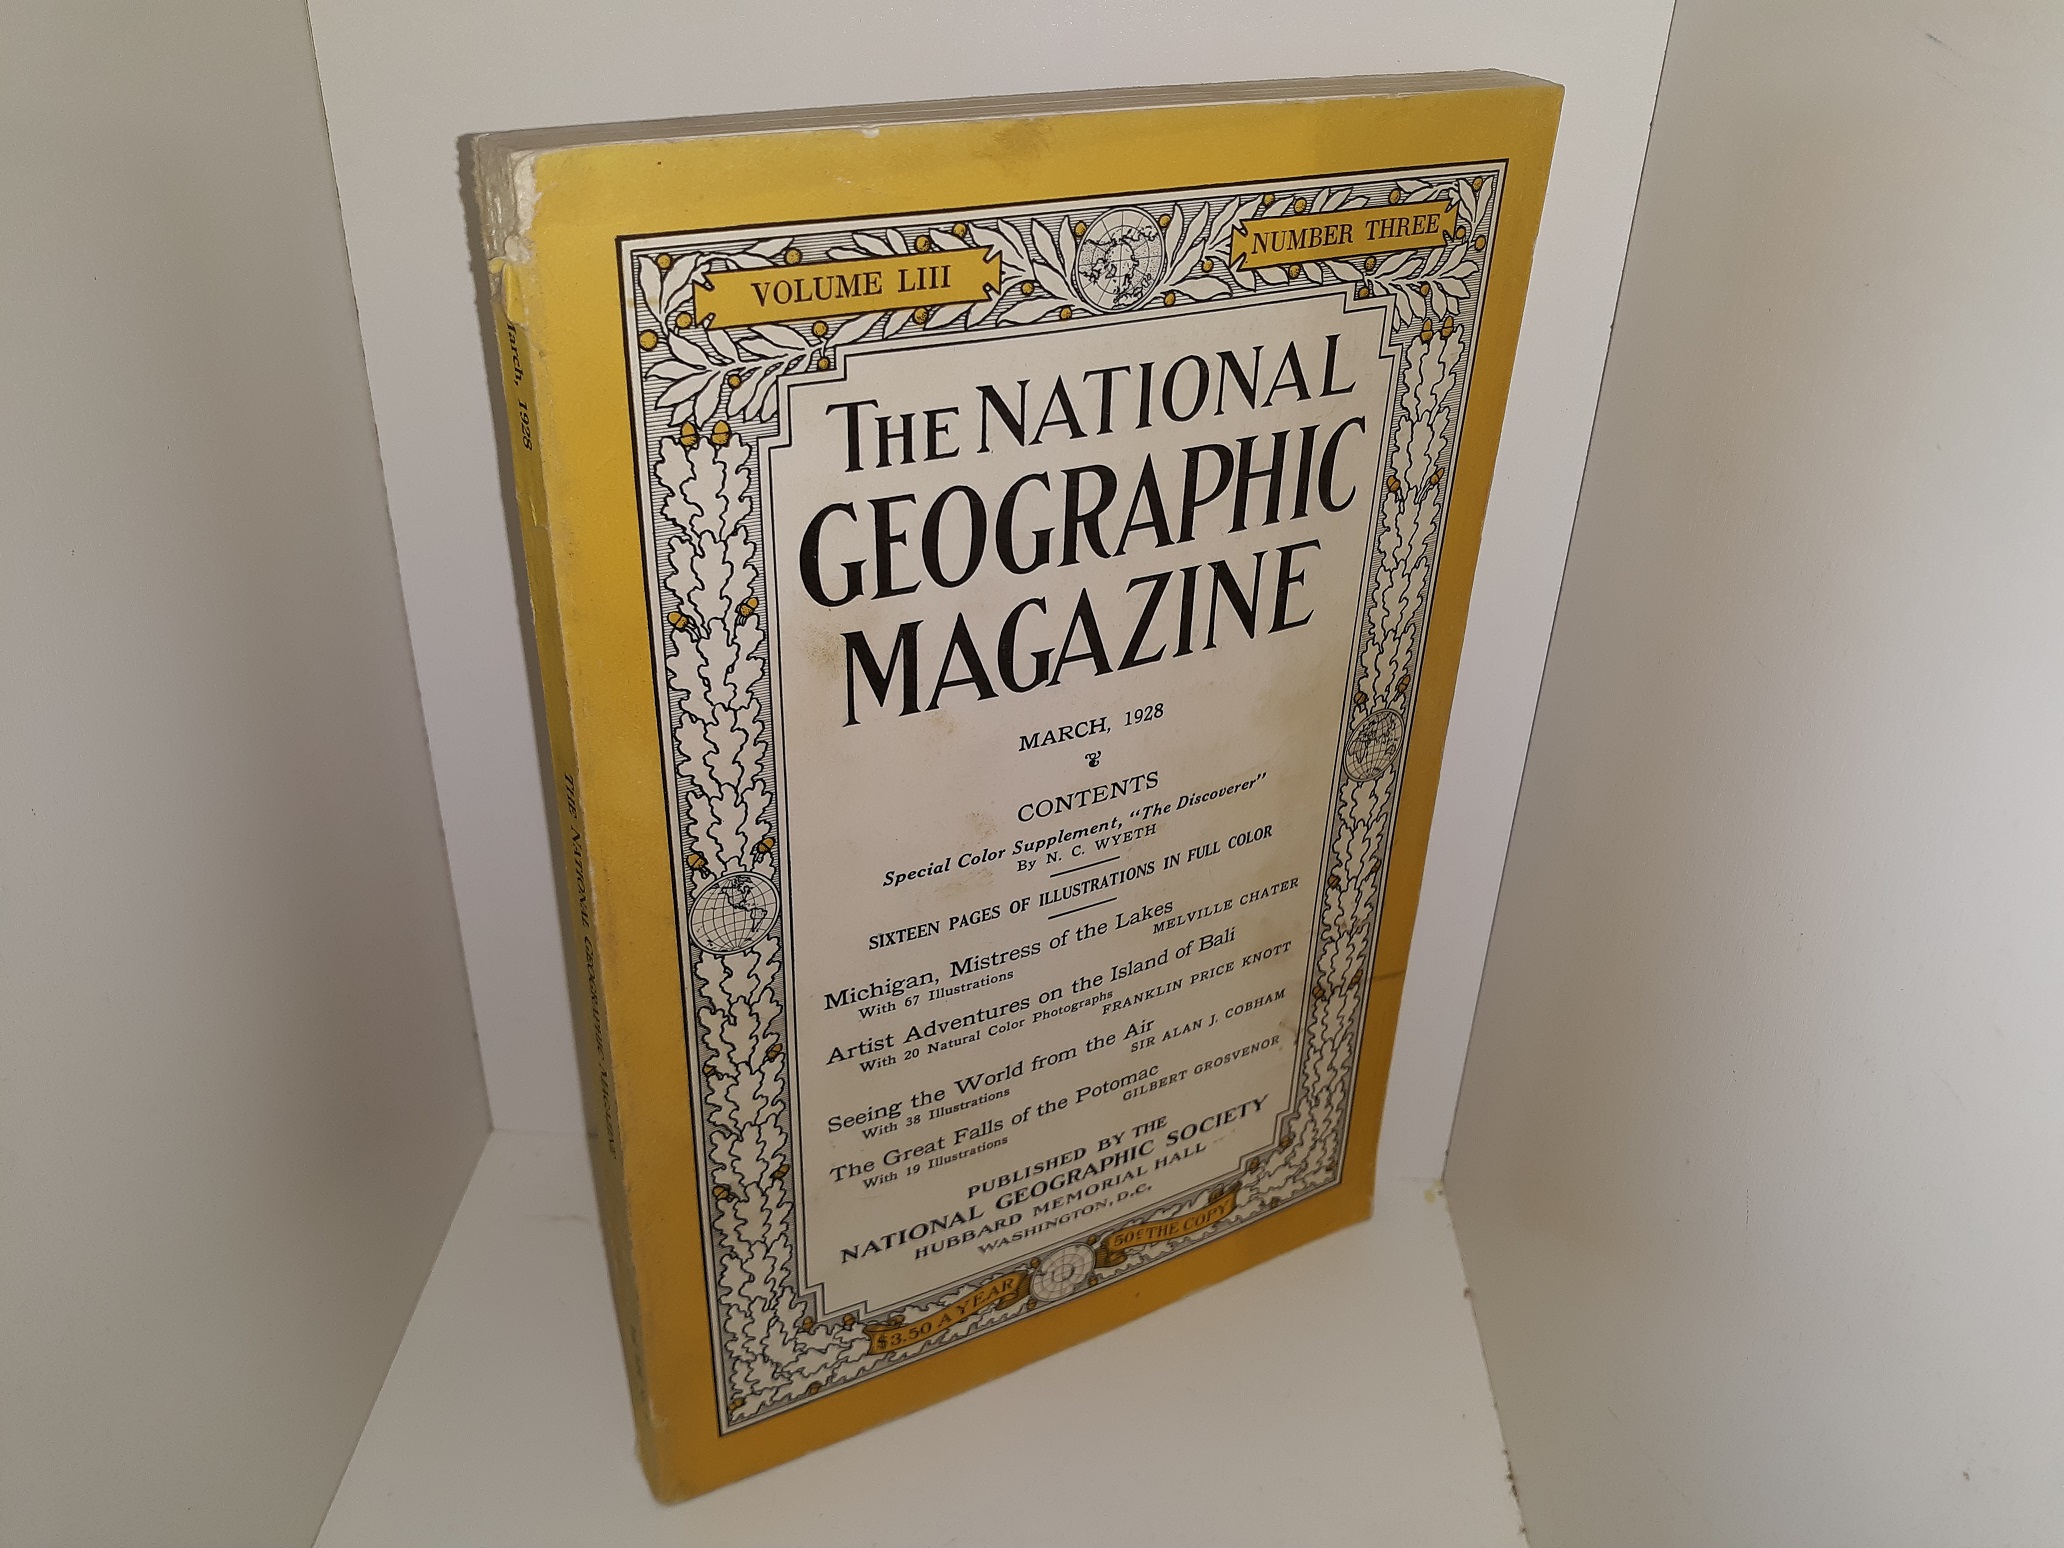 VOLUME LIII
NUMBER THREE
THE NATIONAL
GEOGRAPHIC
MAGAZINE
MARCH, 1928
CONTENTS
Special Color Supplement, "The Discoverer"
By N. C. WYETH
SIXTEEN PAGES OF ILLUSTRATIONS IN FULL COLOR
Michigan, Mistress of the Lakes
With 67 Illustrations MELVILLE CHATER
Artist Adventures on the Island of Bali
With 20 Natural Color Photographs FRANKLIN PRICE KNOTT
Seeing the World from the Air
With 38 Illustrations SIR ALAN J. COBHAM
The Great Falls of the Potomac
With 19 Illustrations GILBERT GROSVENOR
PUBLISHED BY THE
NATIONAL GEOGRAPHIC SOCIETY
HUBBARD MEMORIAL HALL
WASHINGTON, D.C.
$3.50 A YEAR
50¢ THE COPY
arch, 1928
THE NATIONAL GEOGRAPHIC MAGAZINE